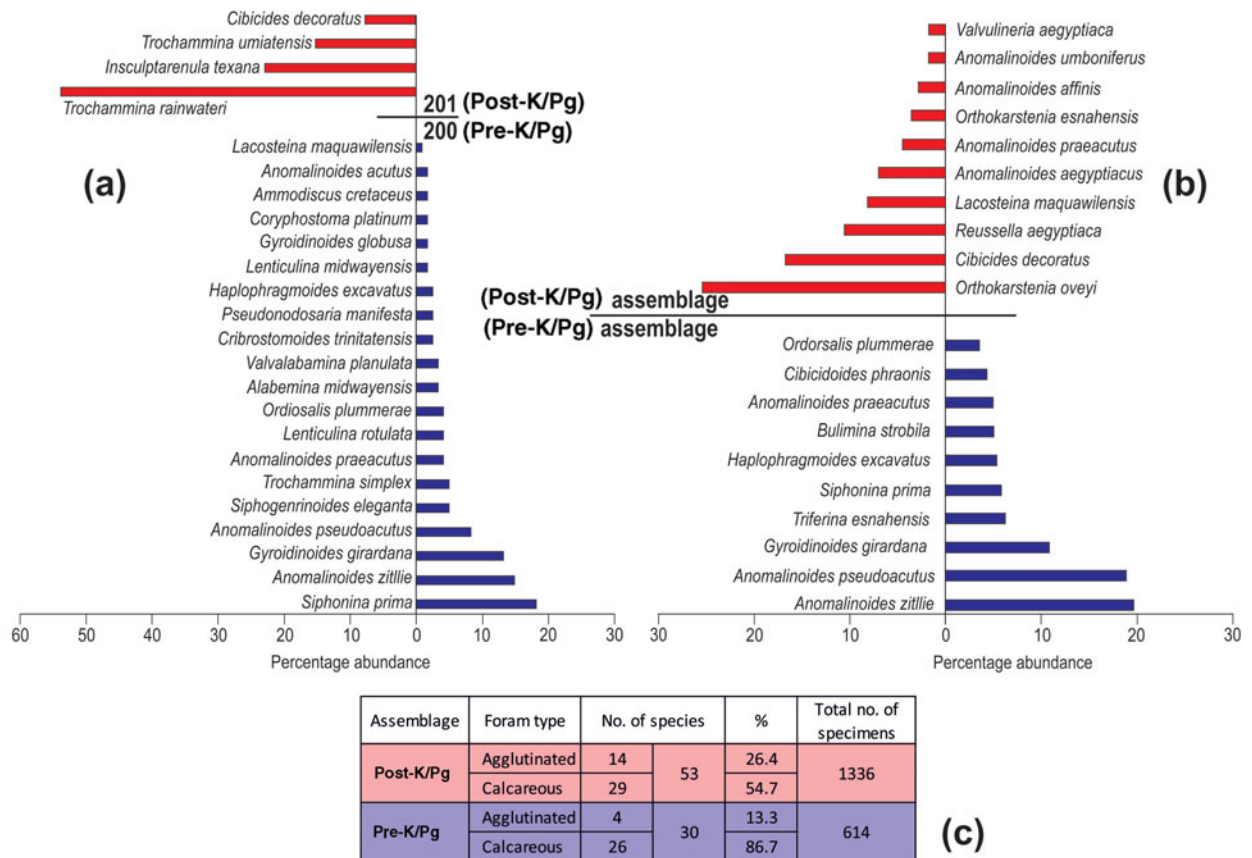 Cibicides decoratus
Trochammina umiatensis
Insculptarenula texana
Trochammina rainwateri
201 (Post-K/Pg)
200 (Pre-K/Pg)
(a)
Lacosteina maquawilensis
Anomalinoides acutus
Ammodiscus cretaceus
Coryphostoma platinum
Gyroidinoides globusa
Lenticulina midwayensis
Haplophragmoides excavatus
Pseudonodosaria manifesta
Cribrostomoides trinitatensis
Valvalabamina planulata
Alabemina midwayensis
Ordiosalis plummerae
Lenticulina rotulata
Anomalinoides praeacutus
Trochammina simplex
Siphogenrinoides eleganta
Anomalinoides pseudoacutus
Gyroidinoides girardana
Anomalinoides zitllie
Siphonina prima
60 50 40 30 20 10 0 10 20 30
Percentage abundance
Valvulineria aegyptiaca
Anomalinoides umboniferus
Anomalinoides affinis
Orthokarstenia esnahensis
Anomalinoides praeacutus
Anomalinoides aegyptiacus
(b)
Lacosteina maquawilensis
Reussella aegyptiaca
Cibicides decoratus
Orthokarstenia oveyi
(Post-K/Pg) assemblage
(Pre-K/Pg) assemblage
Ordorsalis plummerae
Cibicidoides phraonis
Anomalinoides praeacutus
Bulimina strobila
Haplophragmoides excavatus
Siphonina prima
Triferina esnahensis
Gyroidinoides girardana
Anomalinoides pseudoacutus
Anomalinoides zitllie
30 20 10 0 10 20 30
Percentage abundance
Assemblage Foram type No. of species % Total no. of
specimens
Post-K/Pg Agglutinated 14 53 26.4 1336
Calcareous 29 54.7
Pre-K/Pg Agglutinated 4 30 13.3 614
Calcareous 26 86.7
(c)